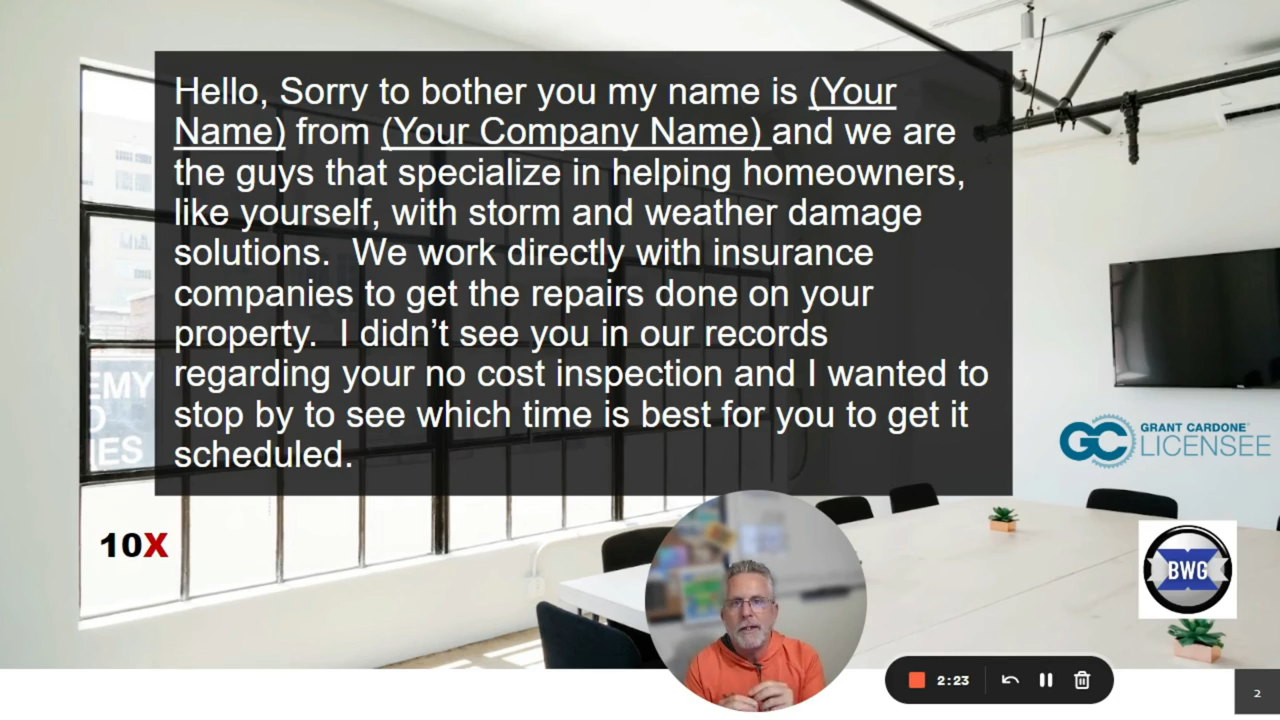 Hello, Sorry to bother you my name is (Your
Name) from (Your Company Name) and we are
the guys that specialize in helping homeowners,
like yourself, with storm and weather damage
solutions.  We work directly with insurance
companies to get the repairs done on your
property.  I didn’t see you in our records
regarding your no cost inspection and I wanted to
stop by to see which time is best for you to get it
scheduled.
EMY
IES
GC GRANT CARDONE
LICENSEE
10X
BWG
2:23
2